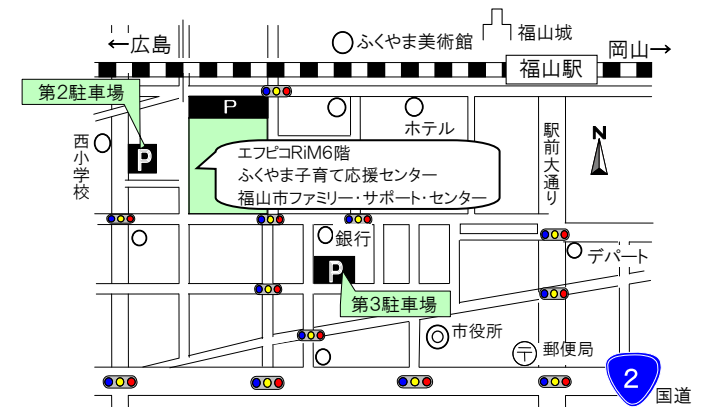 ←広島
ふくやま美術館
福山城
岡山→
福山駅
第2駐車場
P
ホテル
西小学校
P
エフピコRiM6階
ふくやま子育て応援センター
福山市ファミリー・サポート・センター
駅前大通り
N
銀行
P
デパート
第3駐車場
市役所
〒 郵便局
2
国道